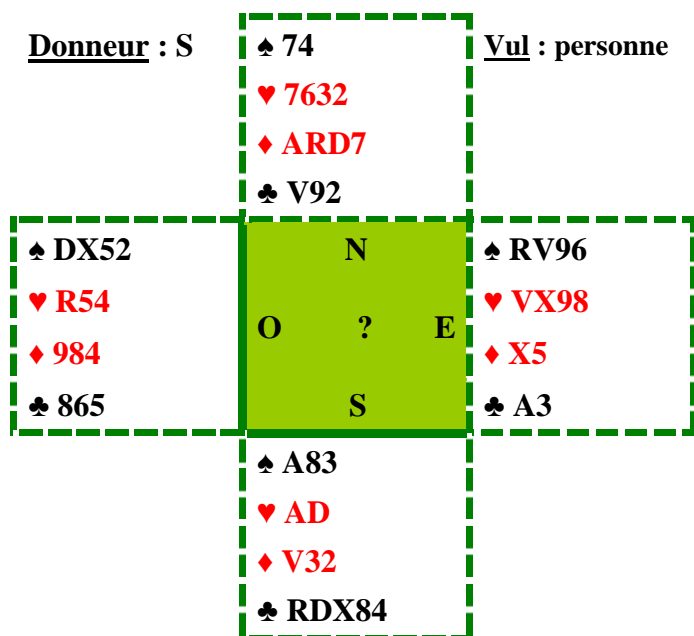 Donneur : S
♠ 74
♥ 7632
♦ ARD7
♣ V92
Vul : personne
♠ DX52
♥ R54
♦ 984
♣ 865
N
O ? E
S
♠ RV96
♥ VX98
♦ X5
♣ A3
♠ A83
♥ AD
♦ V32
♣ RDX84